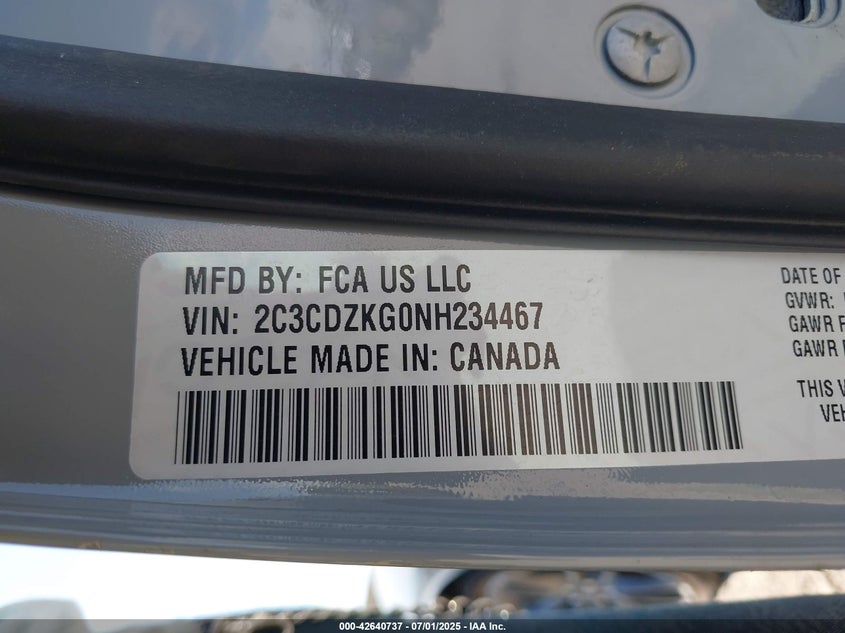 MFD BY: FCA US LLC
VIN: 2C3CDZKG0NH234467
VEHICLE MADE IN: CANADA
DATE OF
GVWR:
GAWR F
GAWR
THIS V
VEH
000-42640737 - 07/01/2025 - IAA Inc.